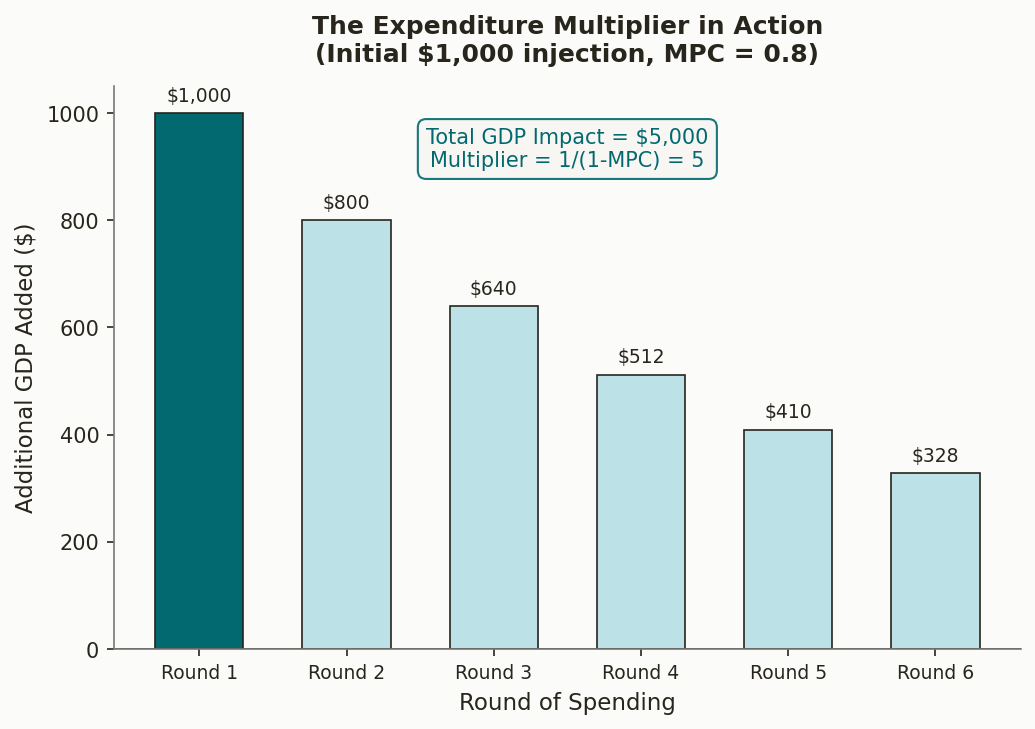 The Expenditure Multiplier in Action
(Initial $1,000 injection, MPC = 0.8)
Total GDP Impact = $5,000
Multiplier = 1/(1-MPC) = 5
Additional GDP Added ($)
1000
800
600
400
200
0
$1,000
$800
$640
$512
$410
$328
Round 1
Round 2
Round 3
Round 4
Round 5
Round 6
Round of Spending